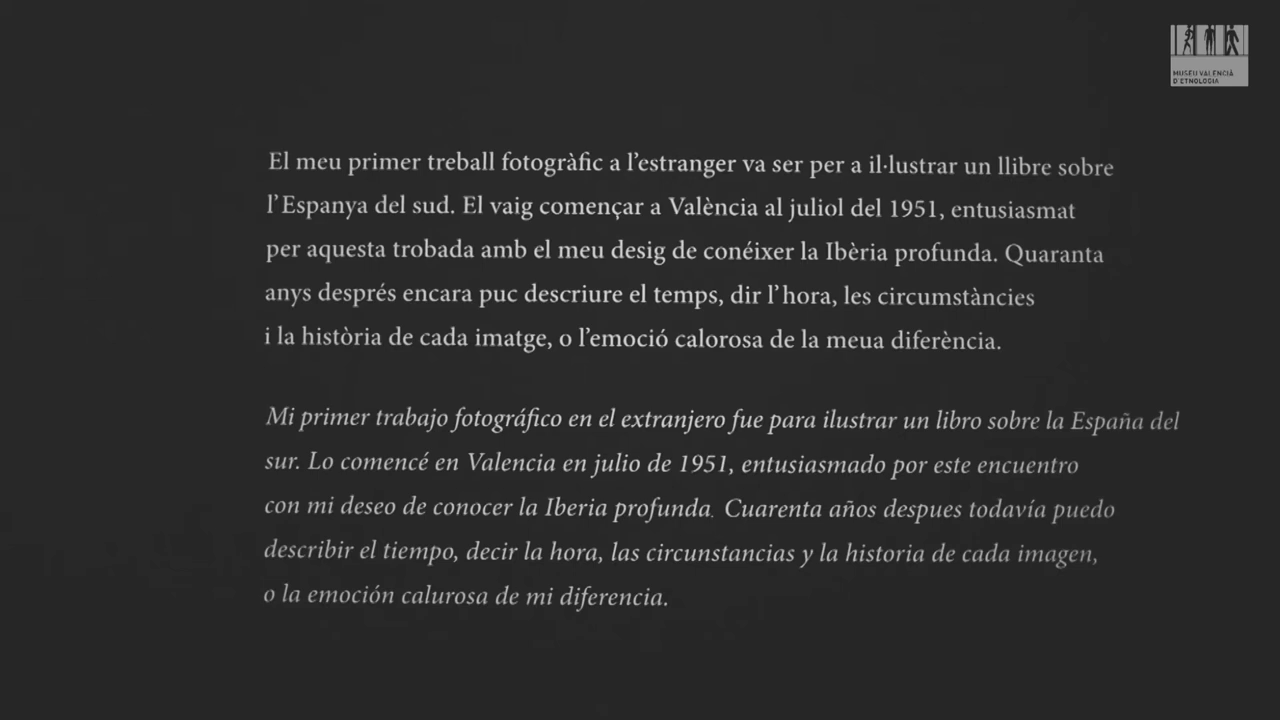 MUSEU VALENCIÀ
D'ETNOLOGIA
El meu primer treball fotogràfic a l’estranger va ser per a il·lustrar un llibre sobre
l’Espanya del sud. El vaig començar a València al juliol del 1951, entusiasmat
per aquesta trobada amb el meu desig de conéixer la Ibèria profunda. Quaranta
anys després encara puc descriure el temps, dir l’hora, les circumstàncies
i la història de cada imatge, o l’emoció calorosa de la meua diferència.
Mi primer trabajo fotográfico en el extranjero fue para ilustrar un libro sobre la España del
sur. Lo comencé en Valencia en julio de 1951, entusiasmado por este encuentro
con mi deseo de conocer la Iberia profunda. Cuarenta años despues todavía puedo
describir el tiempo, decir la hora, las circunstancias y la historia de cada imagen,
o la emoción calurosa de mi diferencia.